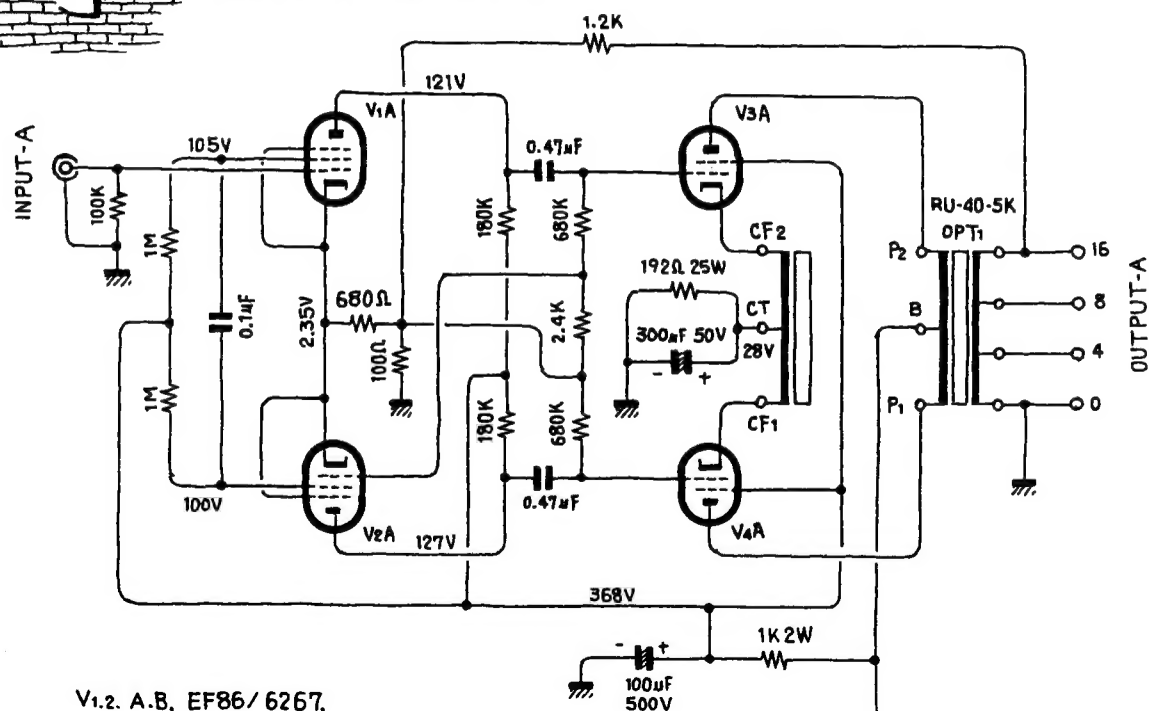 1.2K
121V
V1A
V3A
INPUT-A
105V
0.47μF
100K
1M
180K
680K
RU-40-5K
OPT1
CF2
P2
16
192Ω 25W
0.1μF
2.35V
680Ω
2.4K
CT
B
8
300μF 50V
28V
- +
100Ω
4
OUTPUT-A
1M
180K
680K
CF1
P1
0
0.47μF
100V
V2A
V4A
127V
368V
- +
1K 2W
100μF
500V
V1.2. A.B, EF86/6267,